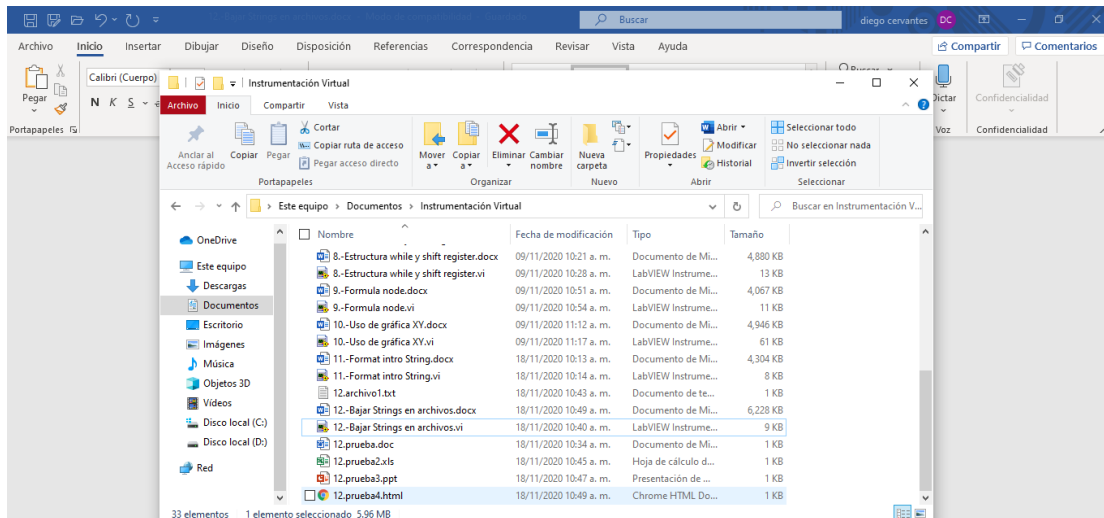 Buscar
diego cervantes DC
Archivo Inicio Insertar Dibujar Diseño Disposición Referencias Correspondencia Revisar Vista Ayuda Compartir Comentarios
Pegar
Calibri (Cuerpo)
N K S
Portapapeles
Dictar
Voz
Confidencialidad
Confidencialidad
Instrumentación Virtual
Archivo Inicio Compartir Vista
Anclar al
Acceso rápido
Copiar
Pegar
Cortar
Copiar ruta de acceso
Pegar acceso directo
Portapapeles
Mover
a
Copiar
a
Eliminar
Cambiar
nombre
Organizar
Nueva
carpeta
Nuevo
Propiedades
Abrir
Modificar
Historial
Abrir
Seleccionar todo
No seleccionar nada
Invertir selección
Seleccionar
Este equipo > Documentos > Instrumentación Virtual
Buscar en Instrumentación V...
OneDrive
Este equipo
Descargas
Documentos
Escritorio
Imágenes
Música
Objetos 3D
Vídeos
Disco local (C:)
Disco local (D:)
Red
Nombre Fecha de modificación Tipo Tamaño
8.-Estructura while y shift register.docx 09/11/2020 10:21 a. m. Documento de Mi... 4,880 KB
8.-Estructura while y shift register.vi 09/11/2020 10:28 a. m. LabVIEW Instrume... 13 KB
9.-Formula node.docx 09/11/2020 10:51 a. m. Documento de Mi... 4,067 KB
9.-Formula node.vi 09/11/2020 10:54 a. m. LabVIEW Instrume... 11 KB
10.-Uso de gráfica XY.docx 09/11/2020 11:12 a. m. Documento de Mi... 4,946 KB
10.-Uso de gráfica XY.vi 09/11/2020 11:17 a. m. LabVIEW Instrume... 61 KB
11.-Format intro String.docx 18/11/2020 10:13 a. m. Documento de Mi... 4,304 KB
11.-Format intro String.vi 18/11/2020 10:14 a. m. LabVIEW Instrume... 8 KB
12.archivo1.txt 18/11/2020 10:43 a. m. Documento de te... 1 KB
12.-Bajar Strings en archivos.docx 18/11/2020 10:49 a. m. Documento de Mi... 6,228 KB
12.-Bajar Strings en archivos.vi 18/11/2020 10:40 a. m. LabVIEW Instrume... 9 KB
12.prueba.doc 18/11/2020 10:34 a. m. Documento de Mi... 1 KB
12.prueba2.xls 18/11/2020 10:45 a. m. Hoja de cálculo d... 1 KB
12.prueba3.ppt 18/11/2020 10:47 a. m. Presentación de ... 1 KB
12.prueba4.html 18/11/2020 10:49 a. m. Chrome HTML Do... 1 KB
33 elementos 1 elemento seleccionado 5.96 MB